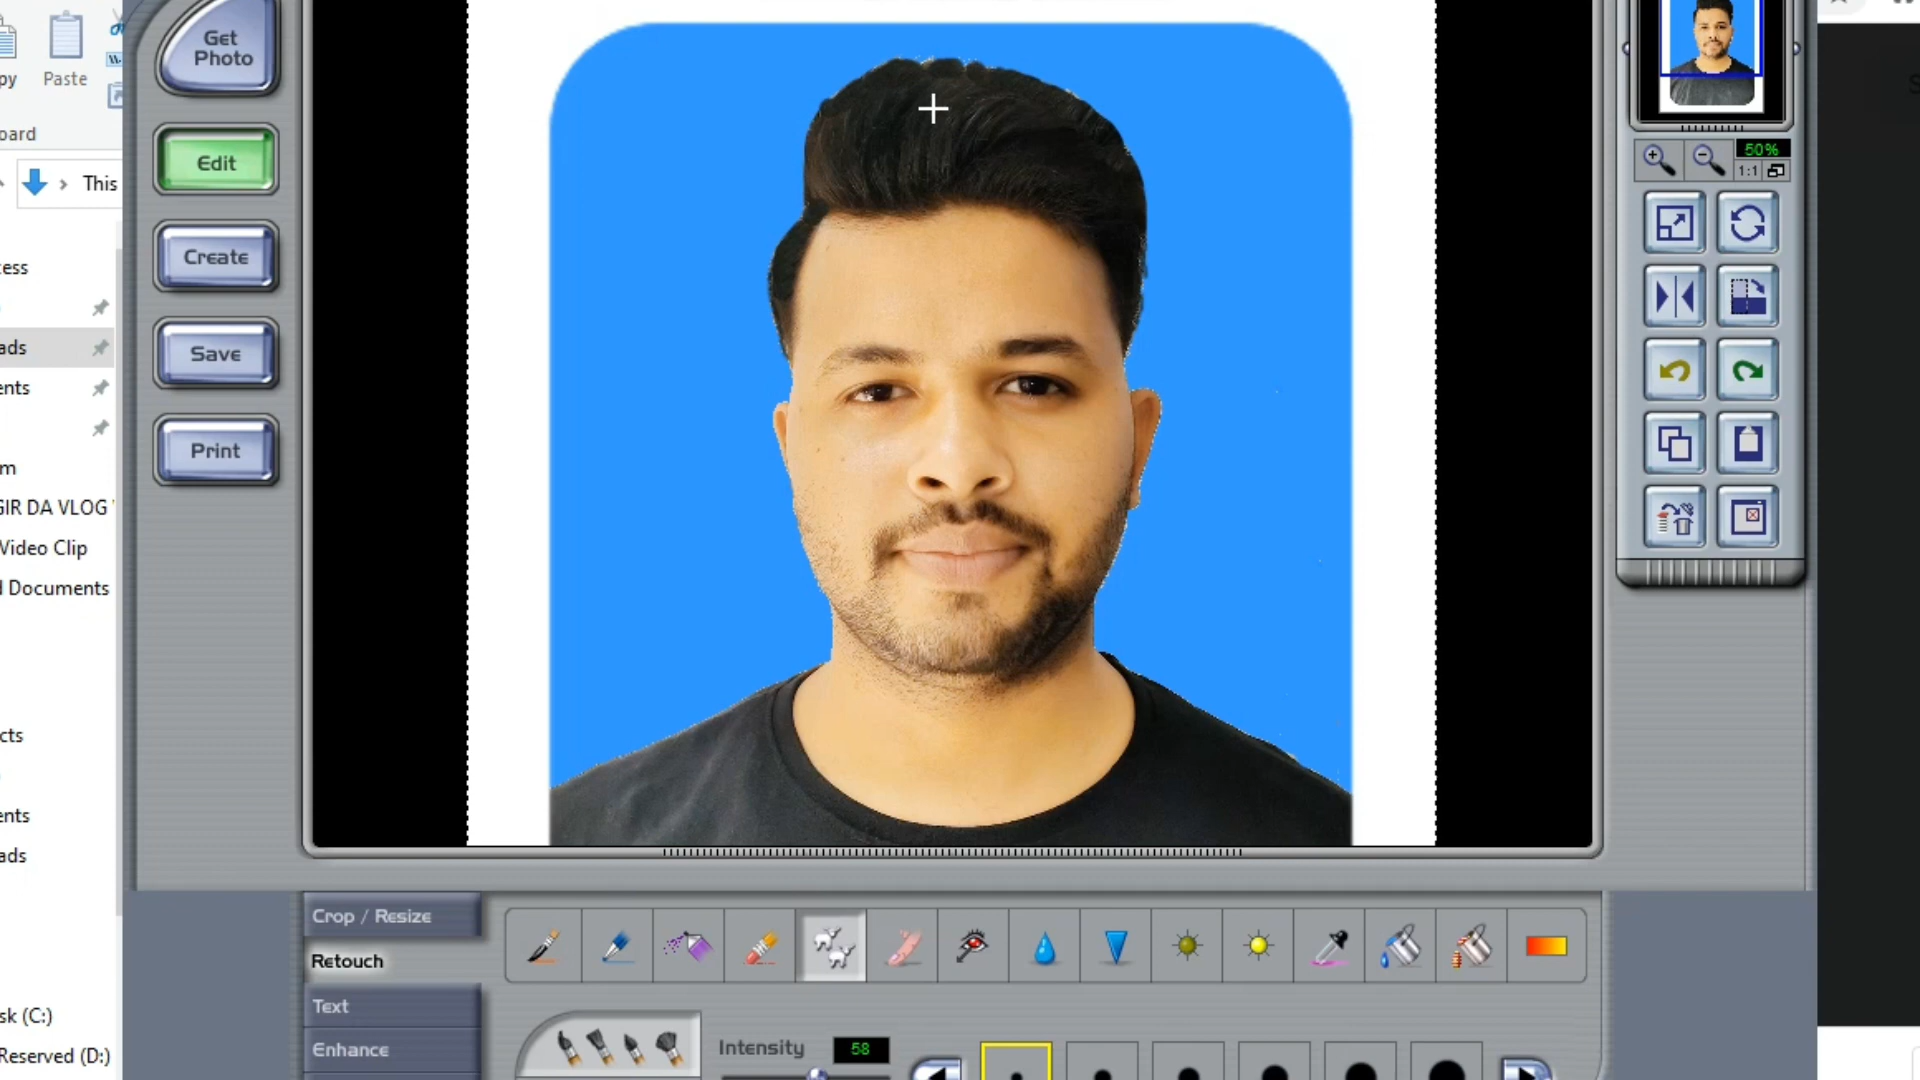 Get
Photo
Edit
Create
Save
Print
Paste
py
oard
This
cess
ads
ents
m
GIR DA VLOG
Video Clip
d Documents
cts
ents
ads
sk (C:)
Reserved (D:)
50%
1:1
Crop / Resize
Retouch
Text
Enhance
Intensity
58